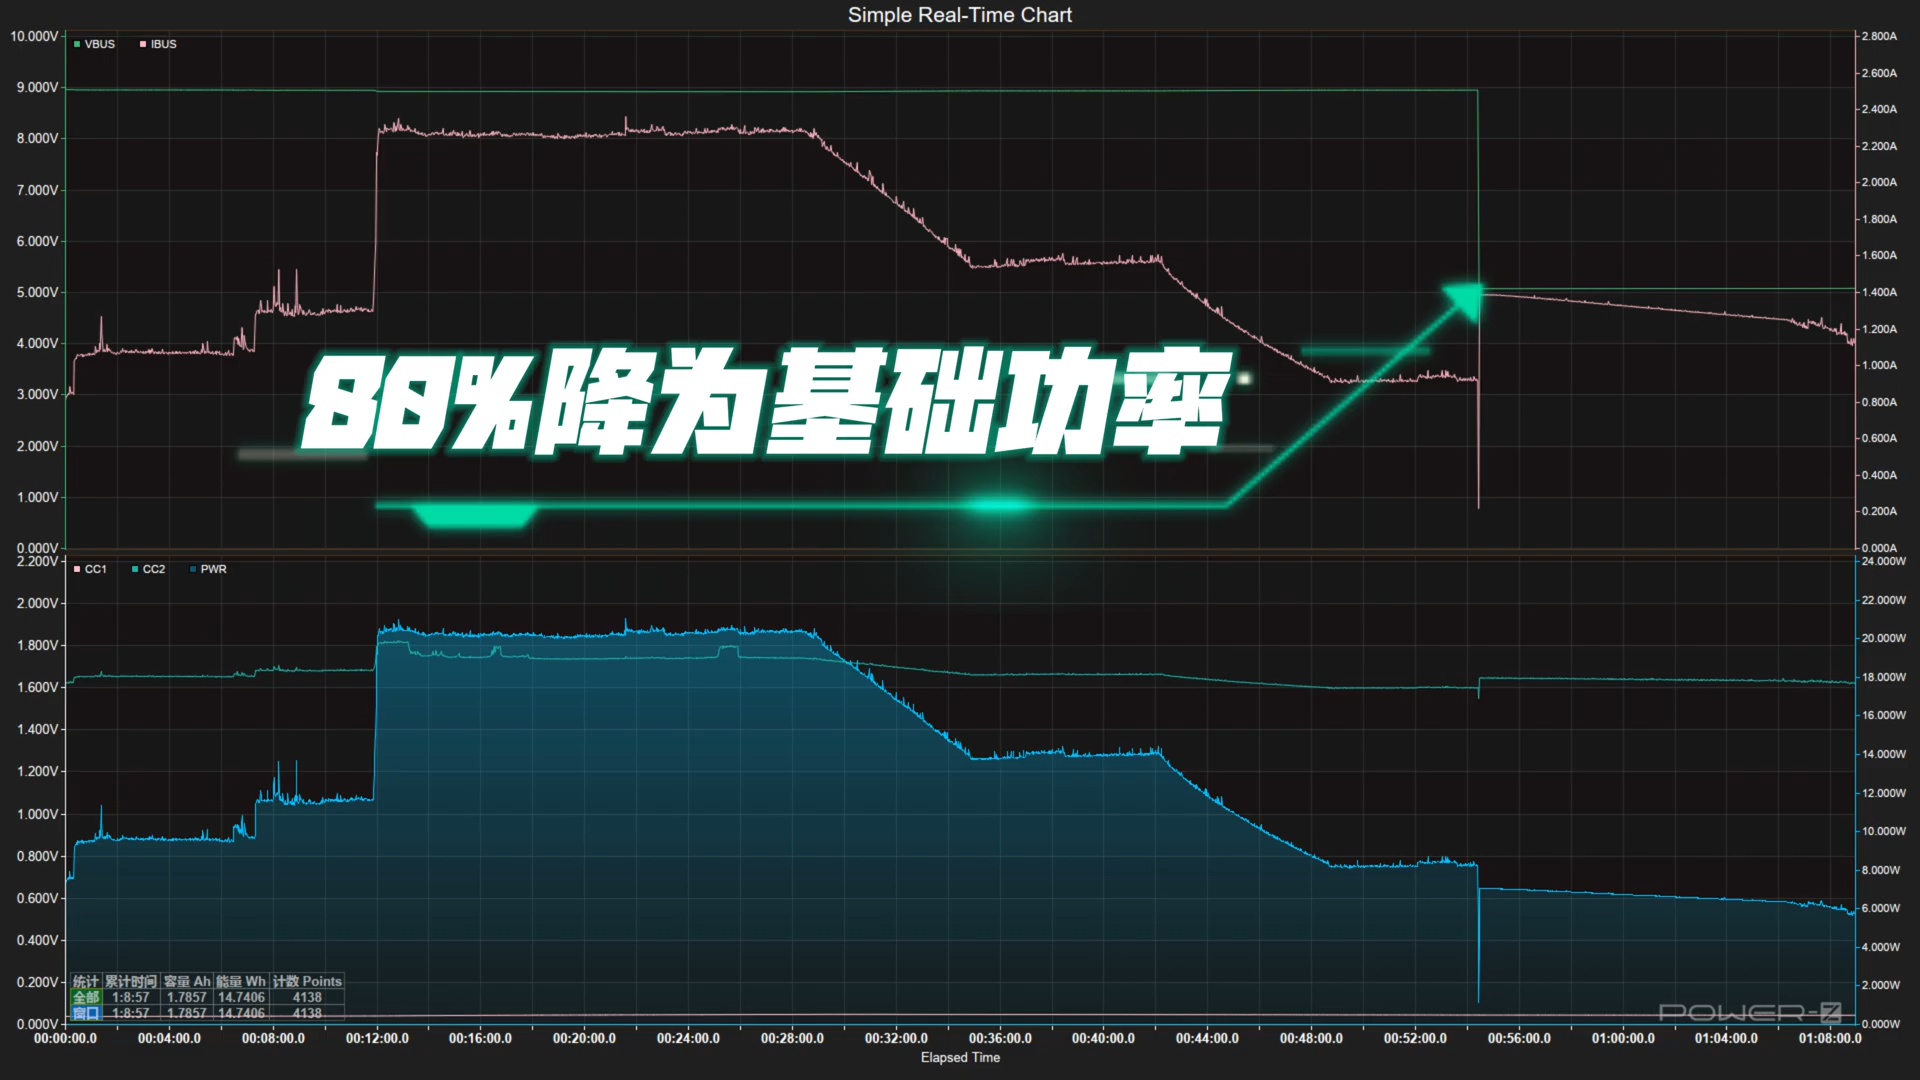 Simple Real-Time Chart
10.000V
9.000V
8.000V
7.000V
6.000V
5.000V
4.000V
3.000V
2.000V
1.000V
0.000V
VBUS IBUS
2.800A
2.600A
2.400A
2.200A
2.000A
1.800A
1.600A
1.400A
1.200A
1.000A
0.800A
0.600A
0.400A
0.200A
0.000A
88%降为基础功率
2.200V
2.000V
1.800V
1.600V
1.400V
1.200V
1.000V
0.800V
0.600V
0.400V
0.200V
0.000V
CC1 CC2 PWR
24.000W
22.000W
20.000W
18.000W
16.000W
14.000W
12.000W
10.000W
8.000W
6.000W
4.000W
2.000W
0.000W
统计 累计时间 容量 Ah 能量 Wh 计数 Points
全部 1:8:57 1.7857 14.7406 4138
窗口 1:8:57 1.7857 14.7406 4138
POWER-Z
00:00:00.0 00:04:00.0 00:08:00.0 00:12:00.0 00:16:00.0 00:20:00.0 00:24:00.0 00:28:00.0 00:32:00.0 00:36:00.0 00:40:00.0 00:44:00.0 00:48:00.0 00:52:00.0 00:56:00.0 01:00:00.0 01:04:00.0 01:08:00.0
Elapsed Time